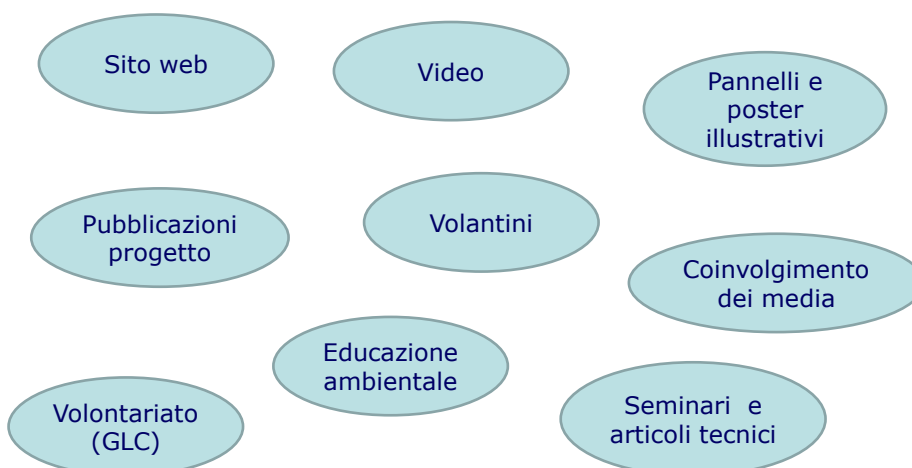 Sito web
Video
Pannelli e
poster
illustrativi
Pubblicazioni
progetto
Volantini
Coinvolgimento
dei media
Educazione
ambientale
Volontariato
(GLC)
Seminari e
articoli tecnici